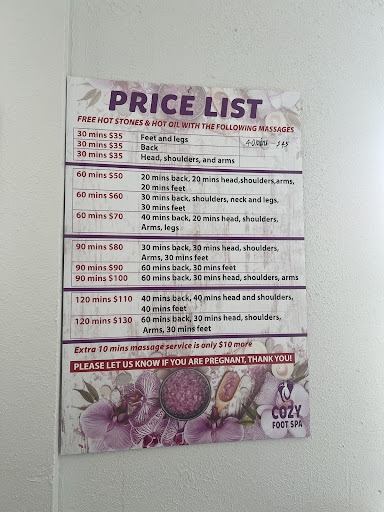 PRICE LIST
FREE HOT STONES & HOT OIL WITH THE FOLLOWING MASSAGES
30 mins $35 Feet and legs
30 mins $35 Back 40 mins $45
30 mins $35 Head, shoulders, and arms
60 mins $50 20 mins back, 20 mins head,shoulders,arms,
20 mins feet
60 mins $60 30 mins back, shoulders, neck and legs,
30 mins feet
60 mins $70 40 mins back, 20 mins head, shoulders,
Arms, legs
90 mins $80 30 mins back, 30 mins head, shoulders,
Arms, 30 mins feet
90 mins $90 60 mins back, 30 mins feet
90 mins $100 60 mins back, 30 mins head, shoulders, arms
120 mins $110 40 mins back, 40 mins head and shoulders,
40 mins feet
120 mins $130 60 mins back, 30 mins head, shoulders,
Arms, 30 mins feet
Extra 10 mins massage service is only $10 more
PLEASE LET US KNOW IF YOU ARE PREGNANT, THANK YOU!
COZY
FOOT SPA